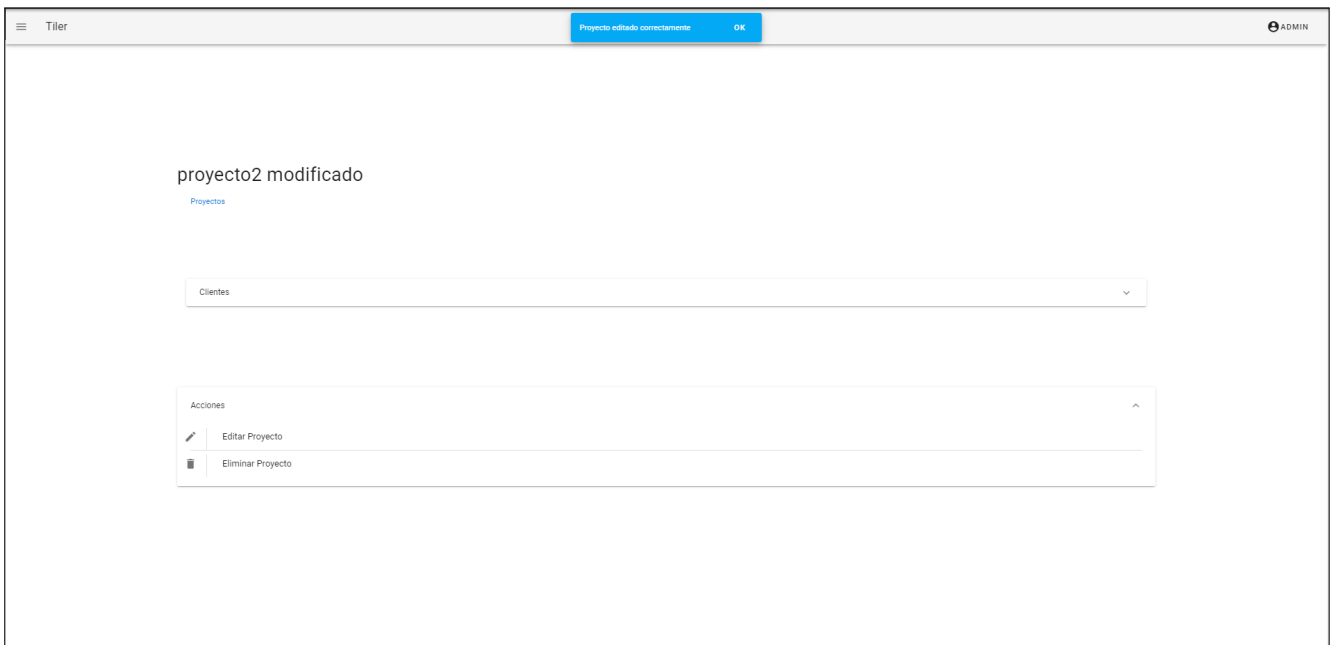 Tiler
Proyecto editado correctamente OK
ADMIN
proyecto2 modificado
Proyectos
Clientes
Acciones
Editar Proyecto
Eliminar Proyecto